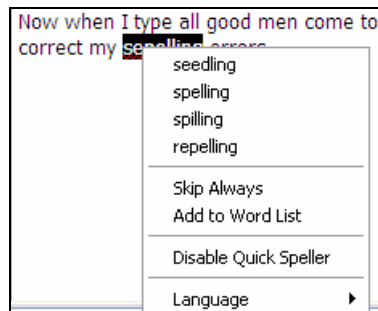 Now when I type all good men come to
correct my sepelling errors
seedling
spelling
spilling
repelling
Skip Always
Add to Word List
Disable Quick Speller
Language